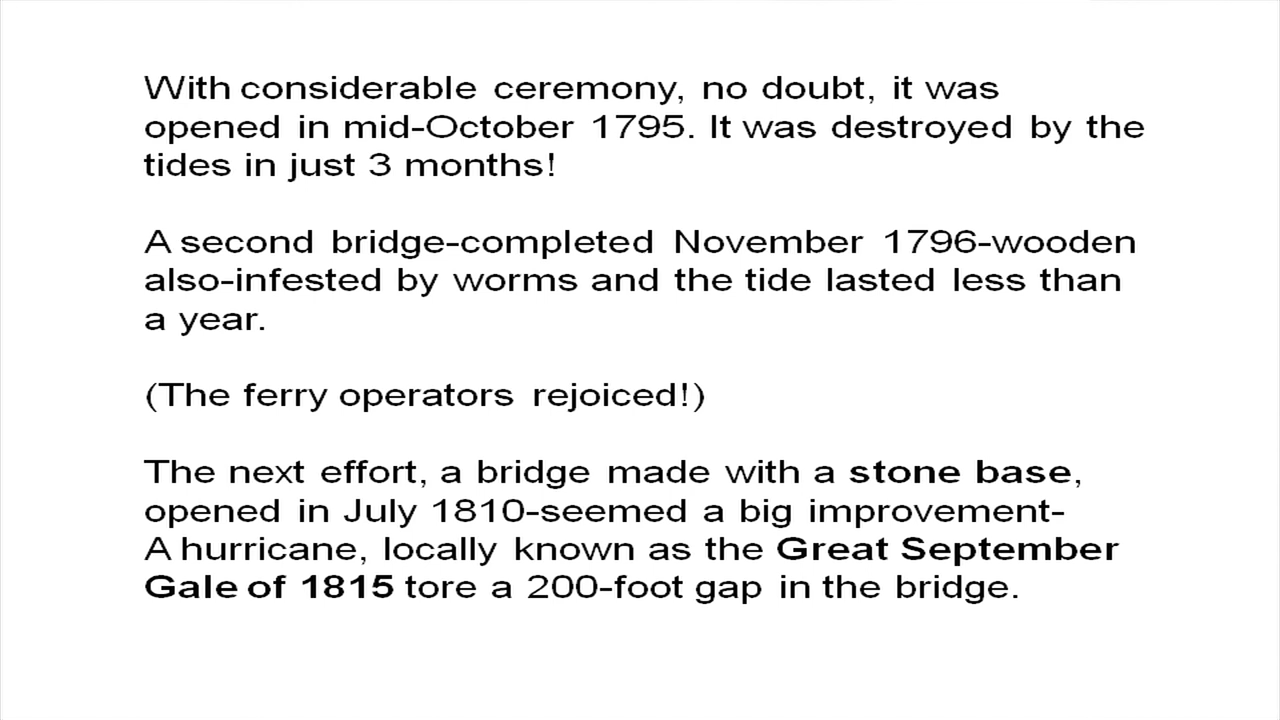 With considerable ceremony, no doubt, it was
opened in mid-October 1795. It was destroyed by the
tides in just 3 months!
A second bridge-completed November 1796-wooden
also-infested by worms and the tide lasted less than
a year.
(The ferry operators rejoiced!)
The next effort, a bridge made with a stone base,
opened in July 1810-seemed a big improvement-
A hurricane, locally known as the Great September
Gale of 1815 tore a 200-foot gap in the bridge.